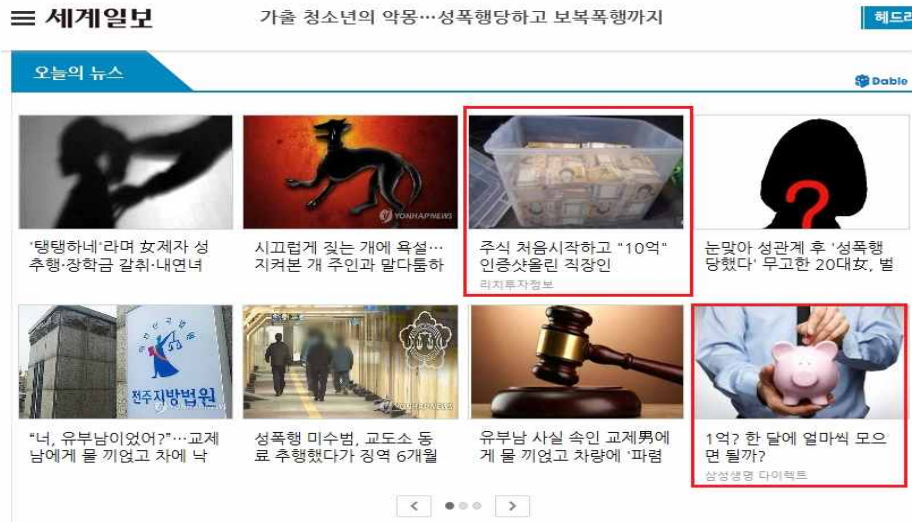 세계일보
가출 청소년의 악몽…성폭행당하고 보복폭행까지
헤드라
오늘의 뉴스
Dable
YONHAPNEWS
'탱탱하네'라며 女제자 성
추행·장학금 갈취·내연녀
시끄럽게 짖는 개에 욕설…
지켜본 개 주인과 말다툼하
주식 처음시작하고 "10억"
인증샷올린 직장인
리치투자정보
눈맞아 성관계 후 '성폭행
당했다' 무고한 20대女, 벌
전주지방법원
YONHAPNEWS
YONHAPNEWS
"너, 유부남이었어?"…교제
남에게 물 끼얹고 차에 낙
성폭행 미수범, 교도소 동
료 추행했다가 징역 6개월
유부남 사실 속인 교제男에
게 물 끼얹고 차량에 '파렴
1억? 한 달에 얼마씩 모으
면 될까?
삼성생명 다이렉트